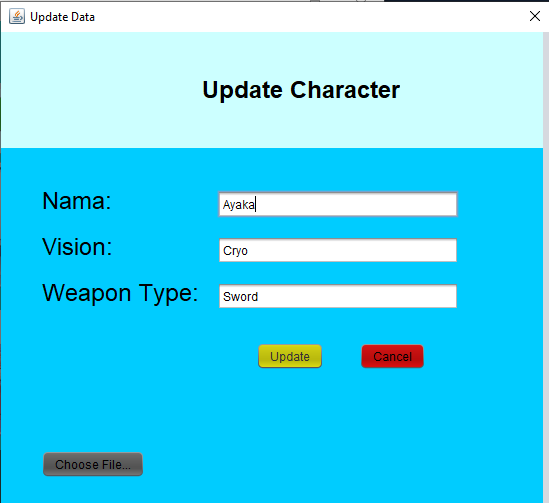 Update Data
Update Character
Nama: Ayaka
Vision: Cryo
Weapon Type: Sword
Update Cancel
Choose File...